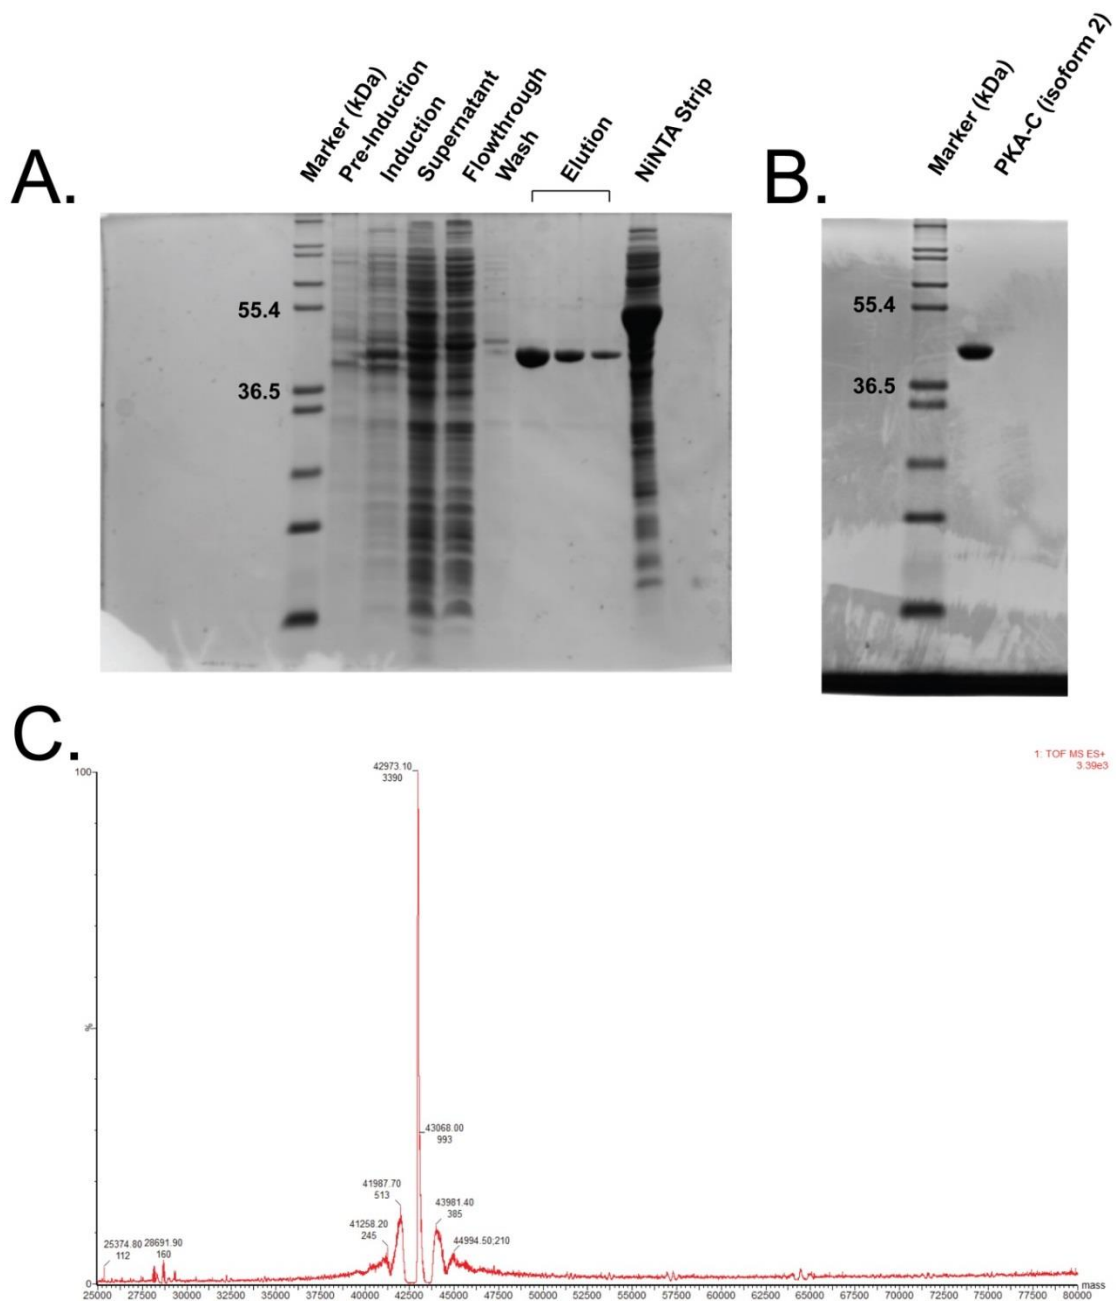 A.
Marker (kDa)
Pre-Induction
Induction
Supernatant
Flowthrough
Wash
Elution
NiNTA Strip
55.4
36.5
B.
Marker (kDa)
PKA-C (isoform 2)
55.4
36.5
C.
1: TOF MS ES+
3.39e3
100
%
0
42973.10
3390
43068.00
993
41987.70
513
43981.40
385
41258.20
245
44994.50;210
25374.80
112
28691.90
160
25000 27500 30000 32500 35000 37500 40000 42500 45000 47500 50000 52500 55000 57500 60000 62500 65000 67500 70000 72500 75000 77500 80000
mass